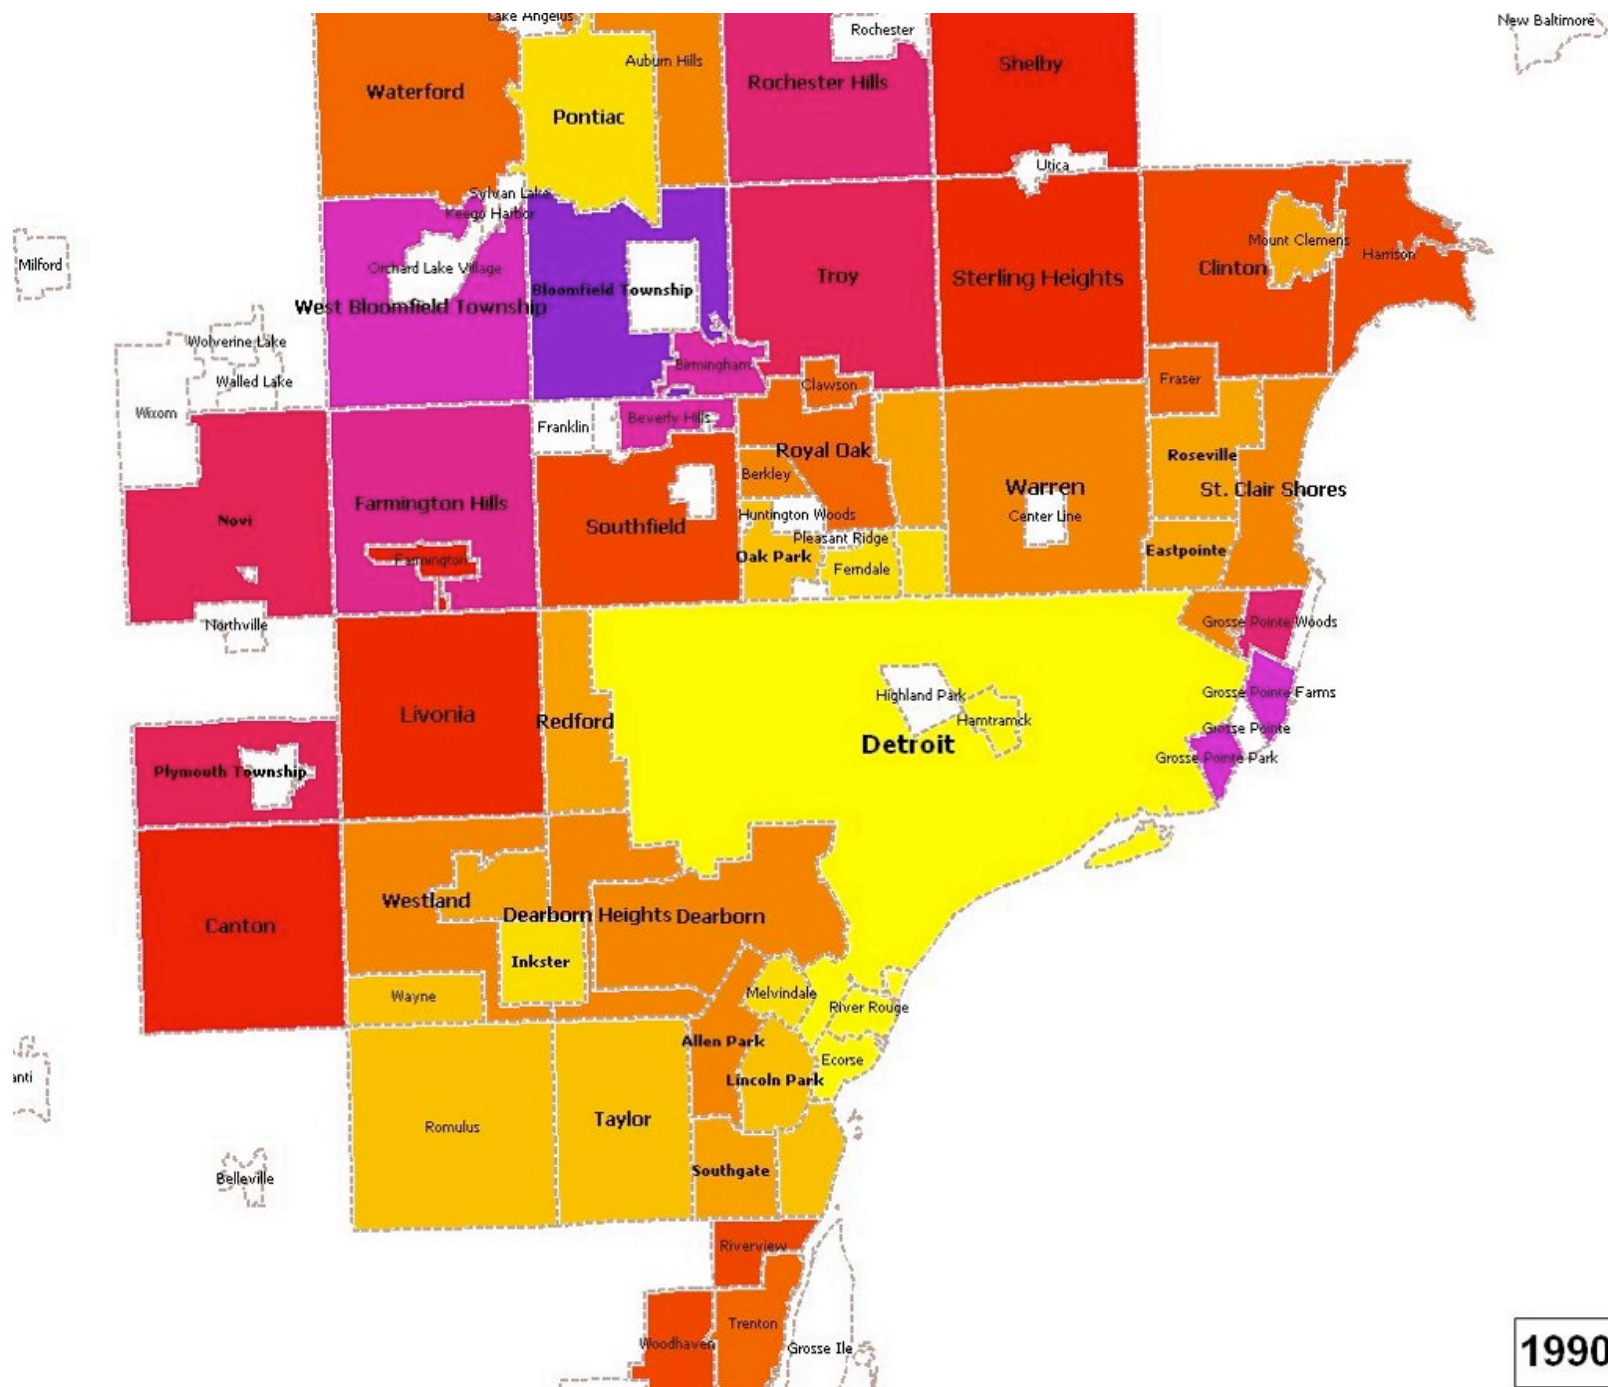 Lake Angelus
New Baltimore
Rochester
Auburn Hills
Shelby
Rochester Hills
Waterford
Pontiac
Utica
Sylvan Lake
Keego Harbor
Mount Clemens
Harrison
Milford
Orchard Lake Village
Clinton
Troy
Sterling Heights
Bloomfield Township
West Bloomfield Township
Wolverine Lake
Birmingham
Walled Lake
Clawson
Fraser
Wixom
Beverly Hills
Franklin
Royal Oak
Roseville
Berkley
Warren
St. Clair Shores
Farmington Hills
Huntington Woods
Center Line
Novi
Southfield
Pleasant Ridge
Eastpointe
Oak Park
Farmington
Ferndale
Grosse Pointe Woods
Northville
Highland Park
Grosse Pointe Farms
Livonia
Redford
Hamtramck
Grosse Pointe
Detroit
Grosse Pointe Park
Plymouth Township
Westland
Dearborn Heights
Dearborn
Canton
Inkster
Wayne
Melvindale
River Rouge
Allen Park
Ecorse
anti
Lincoln Park
Taylor
Romulus
Southgate
Belleville
Riverview
Trenton
Woodhaven
Grosse Ile
1990